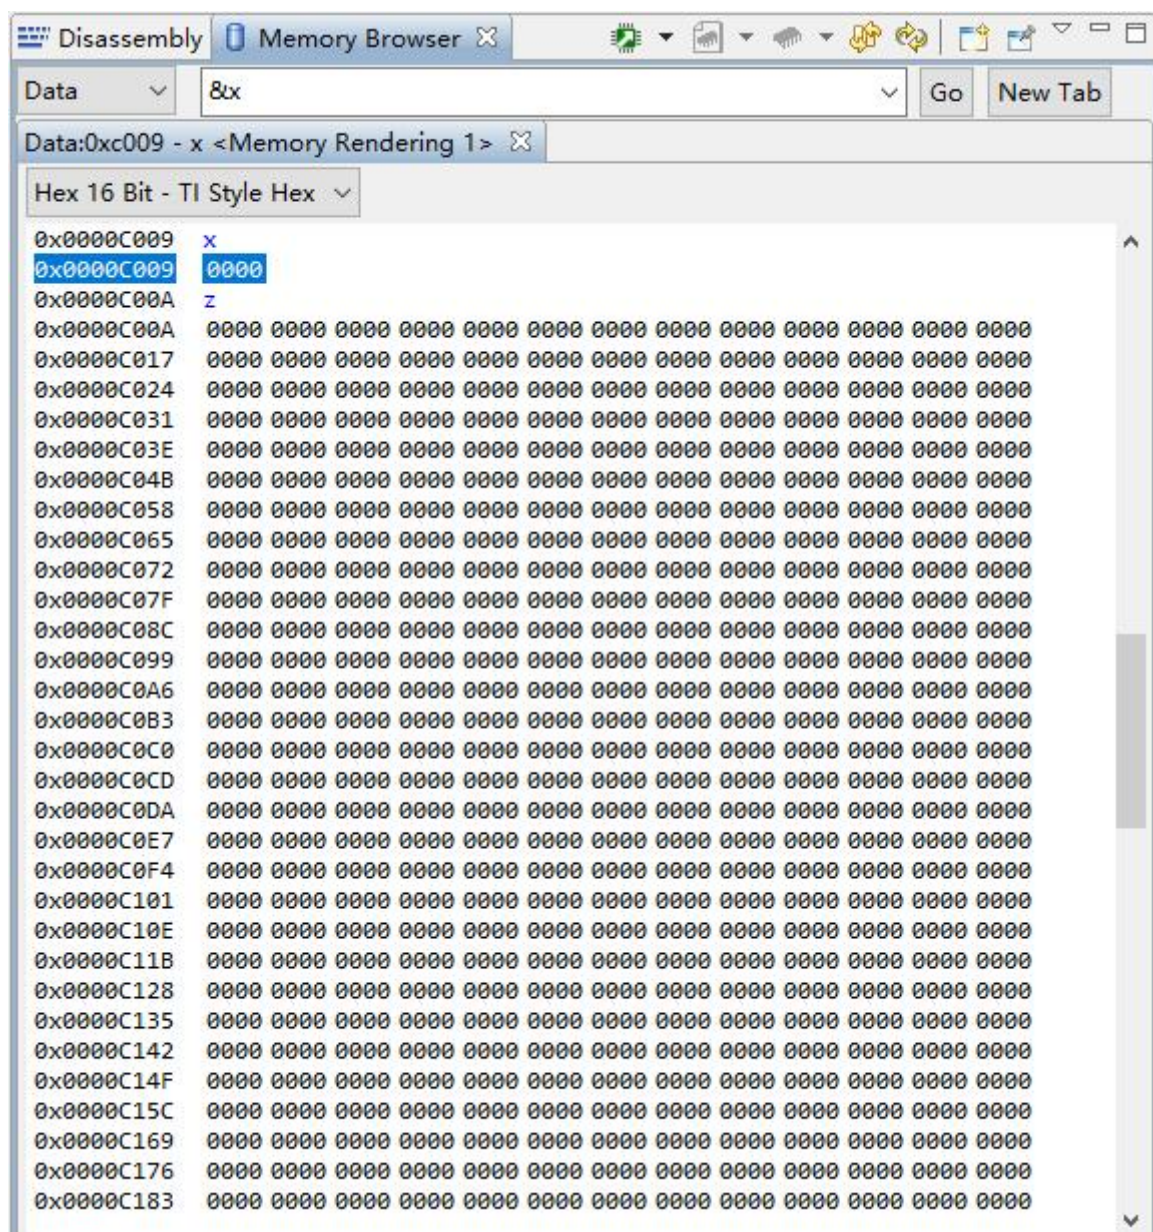 Disassembly Memory Browser
Data &x Go New Tab
Data:0xc009 - x <Memory Rendering 1>
Hex 16 Bit - TI Style Hex
0x0000C009 x
0x0000C009 0000
0x0000C00A z
0x0000C00A 0000 0000 0000 0000 0000 0000 0000 0000 0000 0000 0000 0000 0000
0x0000C017 0000 0000 0000 0000 0000 0000 0000 0000 0000 0000 0000 0000 0000
0x0000C024 0000 0000 0000 0000 0000 0000 0000 0000 0000 0000 0000 0000 0000
0x0000C031 0000 0000 0000 0000 0000 0000 0000 0000 0000 0000 0000 0000 0000
0x0000C03E 0000 0000 0000 0000 0000 0000 0000 0000 0000 0000 0000 0000 0000
0x0000C04B 0000 0000 0000 0000 0000 0000 0000 0000 0000 0000 0000 0000 0000
0x0000C058 0000 0000 0000 0000 0000 0000 0000 0000 0000 0000 0000 0000 0000
0x0000C065 0000 0000 0000 0000 0000 0000 0000 0000 0000 0000 0000 0000 0000
0x0000C072 0000 0000 0000 0000 0000 0000 0000 0000 0000 0000 0000 0000 0000
0x0000C07F 0000 0000 0000 0000 0000 0000 0000 0000 0000 0000 0000 0000 0000
0x0000C08C 0000 0000 0000 0000 0000 0000 0000 0000 0000 0000 0000 0000 0000
0x0000C099 0000 0000 0000 0000 0000 0000 0000 0000 0000 0000 0000 0000 0000
0x0000C0A6 0000 0000 0000 0000 0000 0000 0000 0000 0000 0000 0000 0000 0000
0x0000C0B3 0000 0000 0000 0000 0000 0000 0000 0000 0000 0000 0000 0000 0000
0x0000C0C0 0000 0000 0000 0000 0000 0000 0000 0000 0000 0000 0000 0000 0000
0x0000C0CD 0000 0000 0000 0000 0000 0000 0000 0000 0000 0000 0000 0000 0000
0x0000C0DA 0000 0000 0000 0000 0000 0000 0000 0000 0000 0000 0000 0000 0000
0x0000C0E7 0000 0000 0000 0000 0000 0000 0000 0000 0000 0000 0000 0000 0000
0x0000C0F4 0000 0000 0000 0000 0000 0000 0000 0000 0000 0000 0000 0000 0000
0x0000C101 0000 0000 0000 0000 0000 0000 0000 0000 0000 0000 0000 0000 0000
0x0000C10E 0000 0000 0000 0000 0000 0000 0000 0000 0000 0000 0000 0000 0000
0x0000C11B 0000 0000 0000 0000 0000 0000 0000 0000 0000 0000 0000 0000 0000
0x0000C128 0000 0000 0000 0000 0000 0000 0000 0000 0000 0000 0000 0000 0000
0x0000C135 0000 0000 0000 0000 0000 0000 0000 0000 0000 0000 0000 0000 0000
0x0000C142 0000 0000 0000 0000 0000 0000 0000 0000 0000 0000 0000 0000 0000
0x0000C14F 0000 0000 0000 0000 0000 0000 0000 0000 0000 0000 0000 0000 0000
0x0000C15C 0000 0000 0000 0000 0000 0000 0000 0000 0000 0000 0000 0000 0000
0x0000C169 0000 0000 0000 0000 0000 0000 0000 0000 0000 0000 0000 0000 0000
0x0000C176 0000 0000 0000 0000 0000 0000 0000 0000 0000 0000 0000 0000 0000
0x0000C183 0000 0000 0000 0000 0000 0000 0000 0000 0000 0000 0000 0000 0000